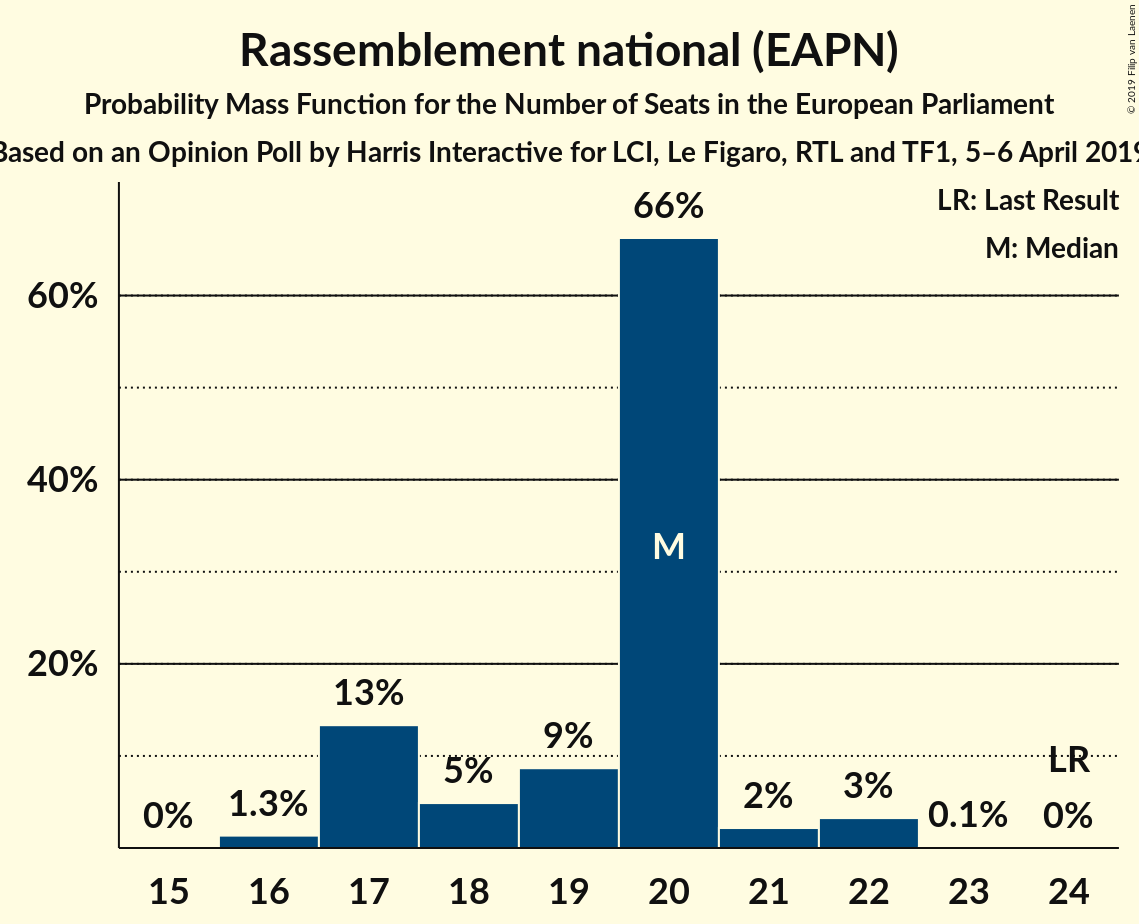 Rassemblement national (EAPN)
Probability Mass Function for the Number of Seats in the European Parliament
Based on an Opinion Poll by Harris Interactive for LCI, Le Figaro, RTL and TF1, 5–6 April 2019
© 2019 Filip van Laenen
LR: Last Result
M: Median
66%
60%
40%
M
20%
13%
9%
5%
LR
3%
2%
1.3%
0%
0.1%
0%
15 16 17 18 19 20 21 22 23 24